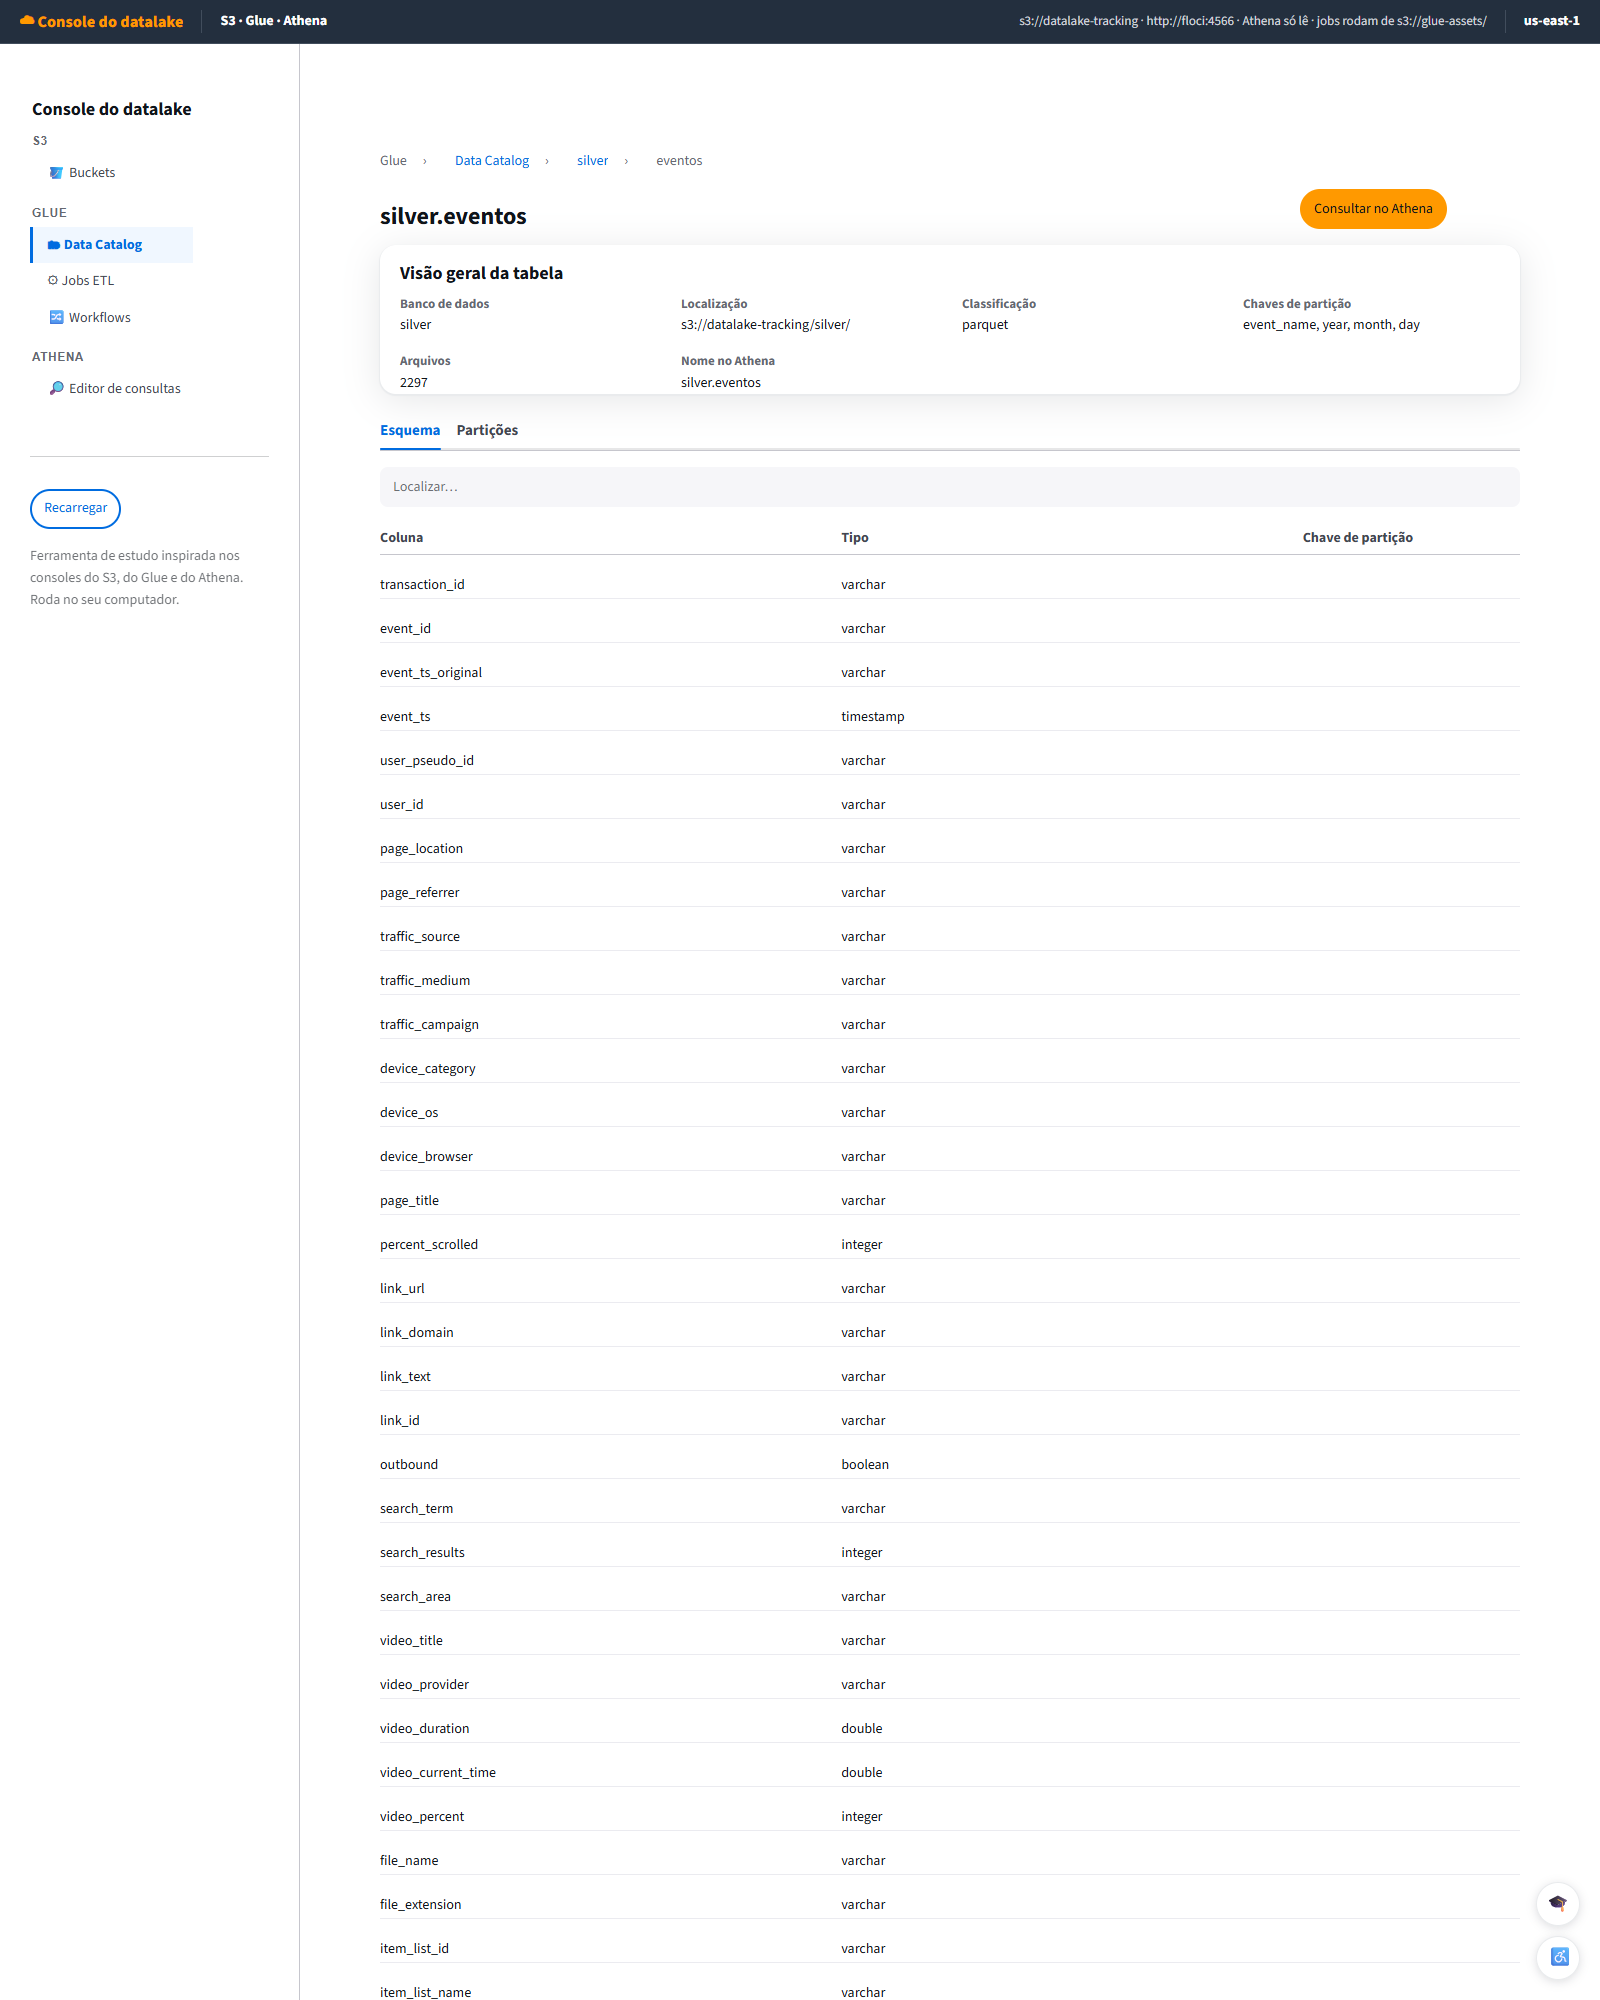 Console do datalake
S3 · Glue · Athena
s3://datalake-tracking · http://floci:4566 · Athena só lê · jobs rodam de s3://glue-assets/
us-east-1
Console do datalake
S3
Buckets
GLUE
Data Catalog
Jobs ETL
Workflows
ATHENA
Editor de consultas
Recarregar
Ferramenta de estudo inspirada nos
consoles do S3, do Glue e do Athena.
Roda no seu computador.
Glue › Data Catalog › silver › eventos
silver.eventos
Consultar no Athena
Visão geral da tabela
Banco de dados Localização Classificação Chaves de partição
silver s3://datalake-tracking/silver/ parquet event_name, year, month, day
Arquivos Nome no Athena
2297 silver.eventos
Esquema Partições
Localizar...
Coluna Tipo Chave de partição
transaction_id varchar
event_id varchar
event_ts_original varchar
event_ts timestamp
user_pseudo_id varchar
user_id varchar
page_location varchar
page_referrer varchar
traffic_source varchar
traffic_medium varchar
traffic_campaign varchar
device_category varchar
device_os varchar
device_browser varchar
page_title varchar
percent_scrolled integer
link_url varchar
link_domain varchar
link_text varchar
link_id varchar
outbound boolean
search_term varchar
search_results integer
search_area varchar
video_title varchar
video_provider varchar
video_duration double
video_current_time double
video_percent integer
file_name varchar
file_extension varchar
item_list_id varchar
item_list_name varchar